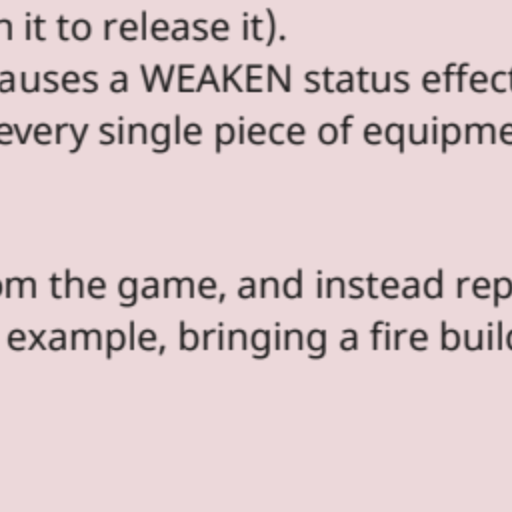 n it to release it).
auses a WEAKEN status effect
every single piece of equipme
om the game, and instead rep
example, bringing a fire build